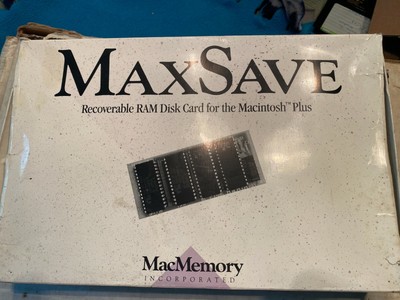 MAXSAVE
Recoverable RAM Disk Card for the Macintosh™ Plus
MacMemory
INCORPORATED